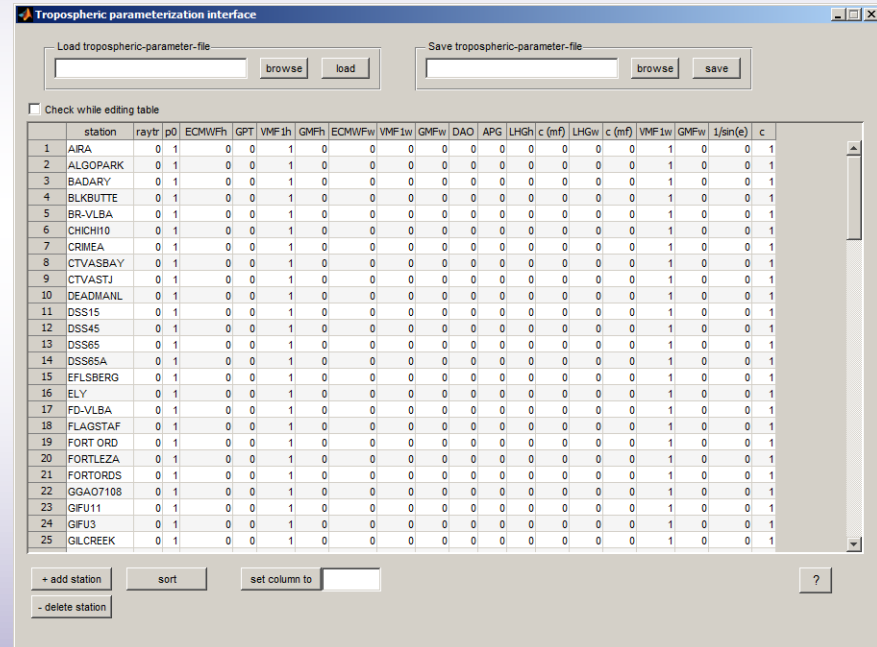 Tropospheric parameterization interface
Load tropospheric-parameter-file Save tropospheric-parameter-file
browse load browse save
Check while editing table
station raytr p0 ECMWFh GPT VMF1h GMFh ECMWFw VMF1w GMFw DAO APG LHGh c (mf) LHGw c (mf) VMF1w GMFw 1/sin(e) c
1 AIRA 0 1 0 0 1 0 0 0 0 0 0 0 0 0 0 1 0 0 1
2 ALGOPARK 0 1 0 0 1 0 0 0 0 0 0 0 0 0 0 1 0 0 1
3 BADARY 0 1 0 0 1 0 0 0 0 0 0 0 0 0 0 1 0 0 1
4 BLKBUTTE 0 1 0 0 1 0 0 0 0 0 0 0 0 0 0 1 0 0 1
5 BR-VLBA 0 1 0 0 1 0 0 0 0 0 0 0 0 0 0 1 0 0 1
6 CHICHI10 0 1 0 0 1 0 0 0 0 0 0 0 0 0 0 1 0 0 1
7 CRIMEA 0 1 0 0 1 0 0 0 0 0 0 0 0 0 0 1 0 0 1
8 CTVASBAY 0 1 0 0 1 0 0 0 0 0 0 0 0 0 0 1 0 0 1
9 CTVASTJ 0 1 0 0 1 0 0 0 0 0 0 0 0 0 0 1 0 0 1
10 DEADMANL 0 1 0 0 1 0 0 0 0 0 0 0 0 0 0 1 0 0 1
11 DSS15 0 1 0 0 1 0 0 0 0 0 0 0 0 0 0 1 0 0 1
12 DSS45 0 1 0 0 1 0 0 0 0 0 0 0 0 0 0 1 0 0 1
13 DSS65 0 1 0 0 1 0 0 0 0 0 0 0 0 0 0 1 0 0 1
14 DSS65A 0 1 0 0 1 0 0 0 0 0 0 0 0 0 0 1 0 0 1
15 EFLSBERG 0 1 0 0 1 0 0 0 0 0 0 0 0 0 0 1 0 0 1
16 ELY 0 1 0 0 1 0 0 0 0 0 0 0 0 0 0 1 0 0 1
17 FD-VLBA 0 1 0 0 1 0 0 0 0 0 0 0 0 0 0 1 0 0 1
18 FLAGSTAF 0 1 0 0 1 0 0 0 0 0 0 0 0 0 0 1 0 0 1
19 FORT ORD 0 1 0 0 1 0 0 0 0 0 0 0 0 0 0 1 0 0 1
20 FORTLEZA 0 1 0 0 1 0 0 0 0 0 0 0 0 0 0 1 0 0 1
21 FORTORDS 0 1 0 0 1 0 0 0 0 0 0 0 0 0 0 1 0 0 1
22 GGAO7108 0 1 0 0 1 0 0 0 0 0 0 0 0 0 0 1 0 0 1
23 GIFU11 0 1 0 0 1 0 0 0 0 0 0 0 0 0 0 1 0 0 1
24 GIFU3 0 1 0 0 1 0 0 0 0 0 0 0 0 0 0 1 0 0 1
25 GILCREEK 0 1 0 0 1 0 0 0 0 0 0 0 0 0 0 1 0 0 1
+ add station sort set column to ?
- delete station